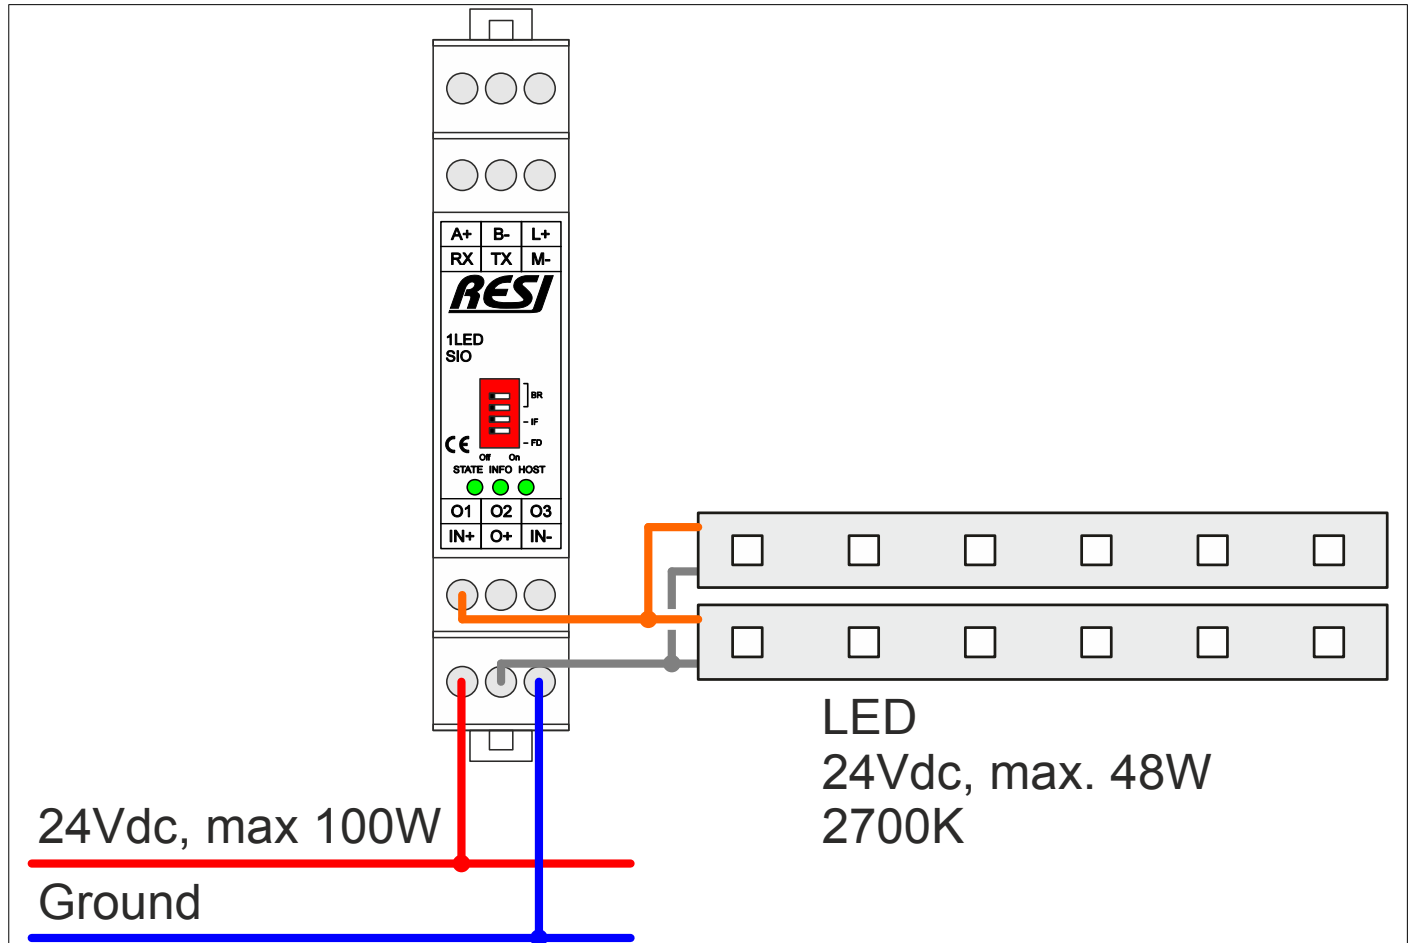 A+ B- L+
RX TX M-
RESI
1LED
SIO
BR
IF
FD
Off On
STATE INFO HOST
O1 O2 O3
IN+ O+ IN-
LED
24Vdc, max. 48W
2700K
24Vdc, max 100W
Ground